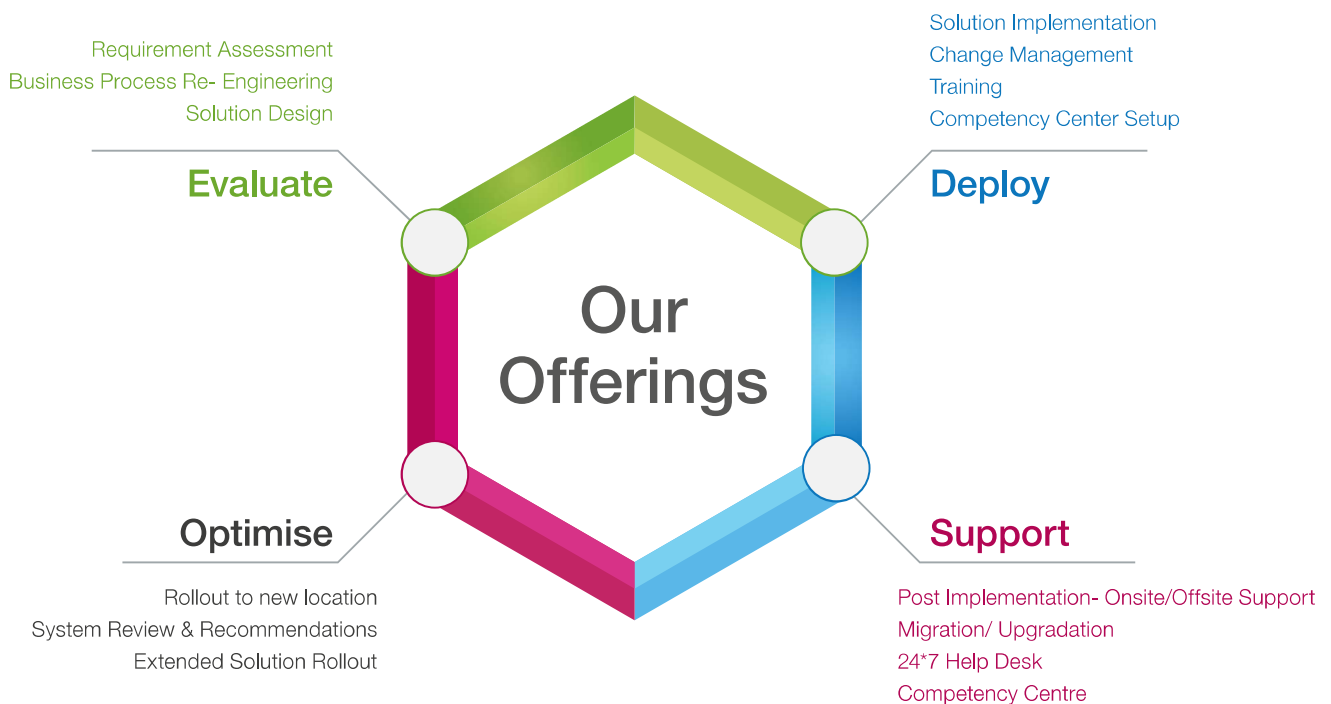 Requirement Assessment
Business Process Re- Engineering
Solution Design
Evaluate
Solution Implementation
Change Management
Training
Competency Center Setup
Deploy
Our
Offerings
Optimise
Rollout to new location
System Review & Recommendations
Extended Solution Rollout
Support
Post Implementation- Onsite/Offsite Support
Migration/ Upgradation
24*7 Help Desk
Competency Centre